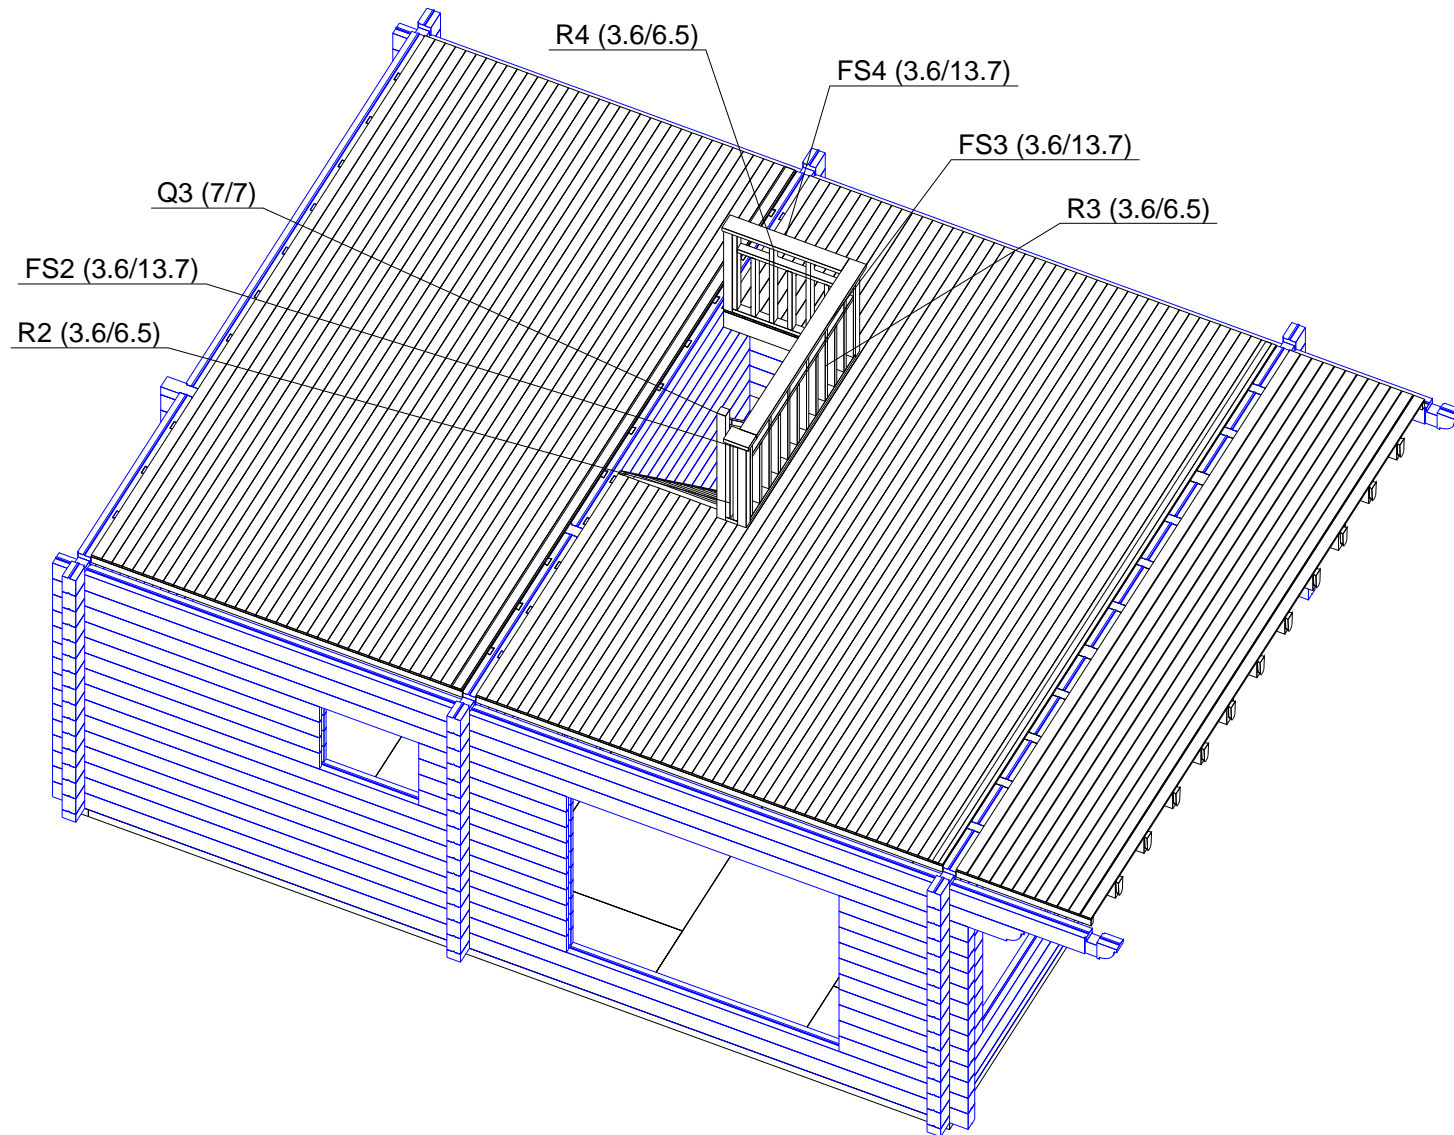 R4 (3.6/6.5)
FS4 (3.6/13.7)
FS3 (3.6/13.7)
Q3 (7/7)
R3 (3.6/6.5)
FS2 (3.6/13.7)
R2 (3.6/6.5)